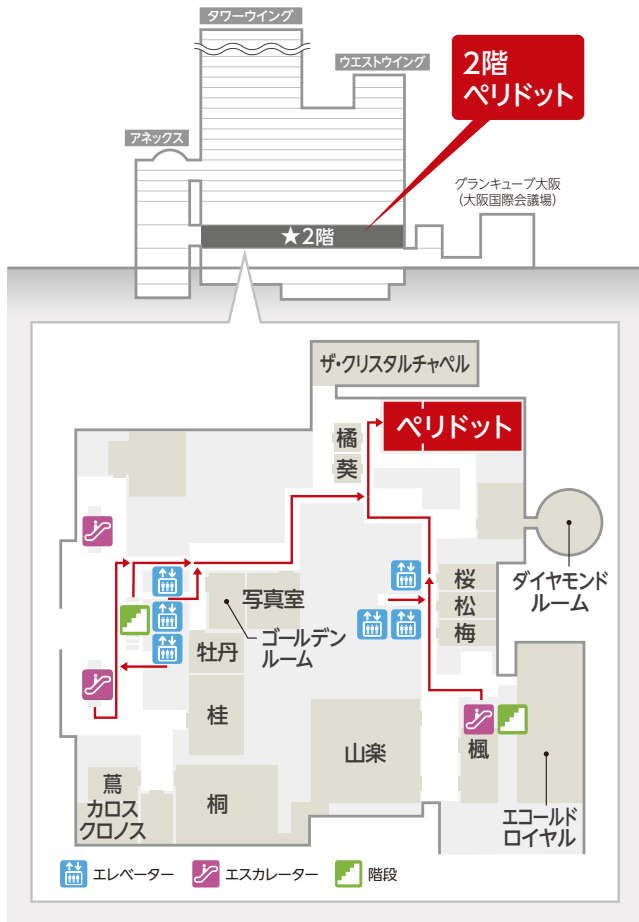 タワーウイング
ウエストウイング
2階
ペリドット
アネックス
グランキューブ大阪
(大阪国際会議場)
★2階
ザ・クリスタルチャペル
ペリドット
橘
葵
桜
松
梅
ダイヤモンド
ルーム
写真室
ゴールデン
ルーム
牡丹
桂
山楽
楓
蔦
カロス
クロノス
桐
エコールド
ロイヤル
エレベーター
エスカレーター
階段